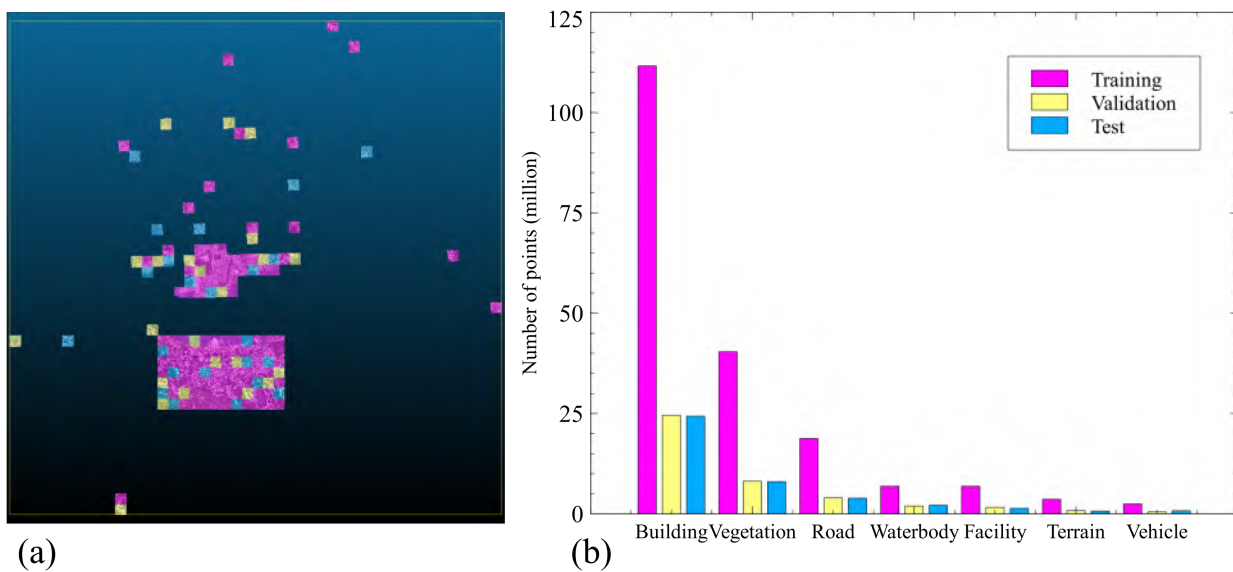 125
100
75
50
25
0
Number of points (million)
Training
Validation
Test
Building Vegetation Road Waterbody Facility Terrain Vehicle
(a)
(b)